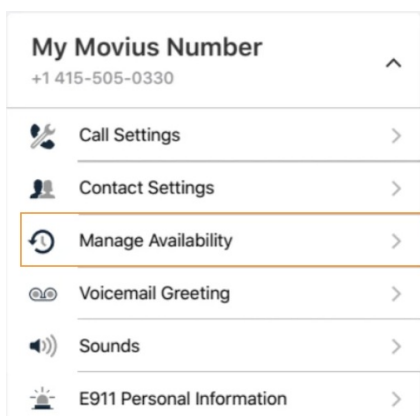 My Movius Number
+1 415-505-0330
Call Settings
Contact Settings
Manage Availability
Voicemail Greeting
Sounds
E911 Personal Information